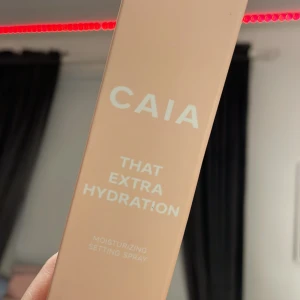 CAIA
THAT
EXTRA
HYDRATION
MOISTURIZING
SETTING SPRAY